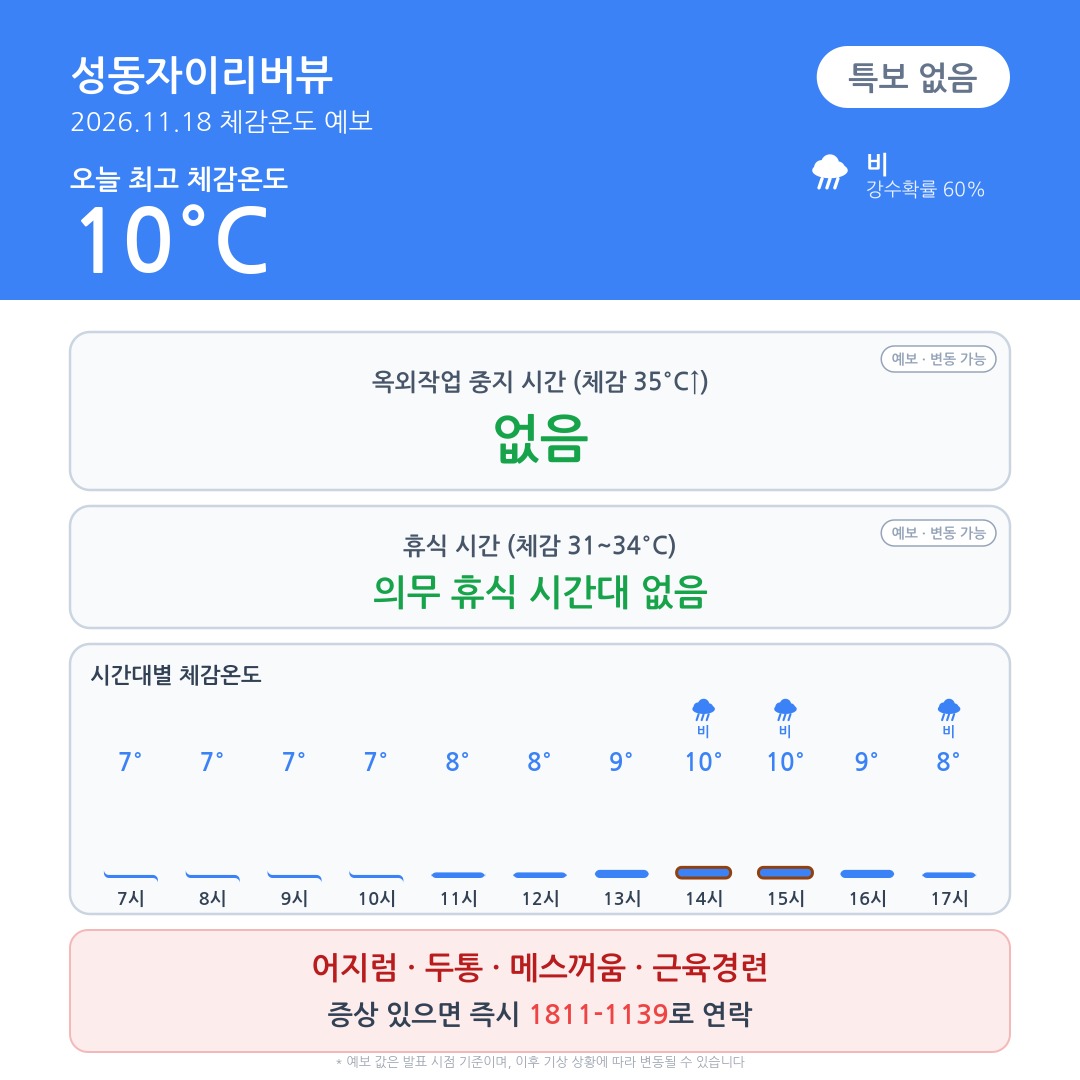 성동자이리버뷰
특보 없음
2026.11.18 체감온도 예보
비
강수확률 60%
오늘 최고 체감온도
10°C
예보 · 변동 가능
옥외작업 중지 시간 (체감 35°C↑)
없음
예보 · 변동 가능
휴식 시간 (체감 31~34°C)
의무 휴식 시간대 없음
시간대별 체감온도
비 비 비
7° 7° 7° 7° 8° 8° 9° 10° 10° 9° 8°
7시 8시 9시 10시 11시 12시 13시 14시 15시 16시 17시
어지럼 · 두통 · 메스꺼움 · 근육경련
증상 있으면 즉시 1811-1139로 연락
* 예보 값은 발표 시점 기준이며, 이후 기상 상황에 따라 변동될 수 있습니다